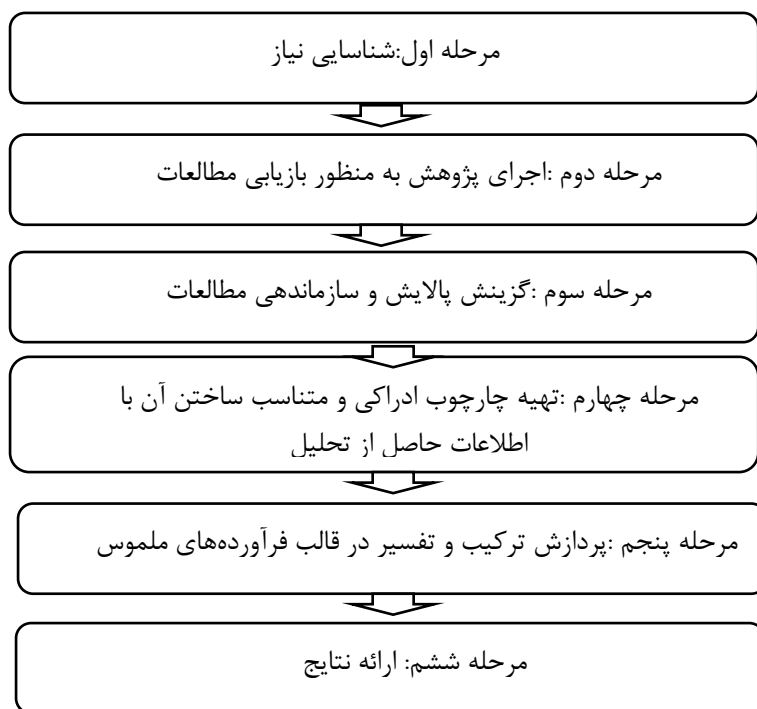 مرحله اول:شناسایی نیاز
مرحله دوم :اجرای پژوهش به منظور بازیابی مطالعات
مرحله سوم :گزینش پالایش و سازماندهی مطالعات
مرحله چهارم :تهیه چارچوب ادراکی و متناسب ساختن آن با
اطلاعات حاصل از تحلیل
مرحله پنجم :پردازش ترکیب و تفسیر در قالب فرآورده‌های ملموس
مرحله ششم: ارائه نتایج